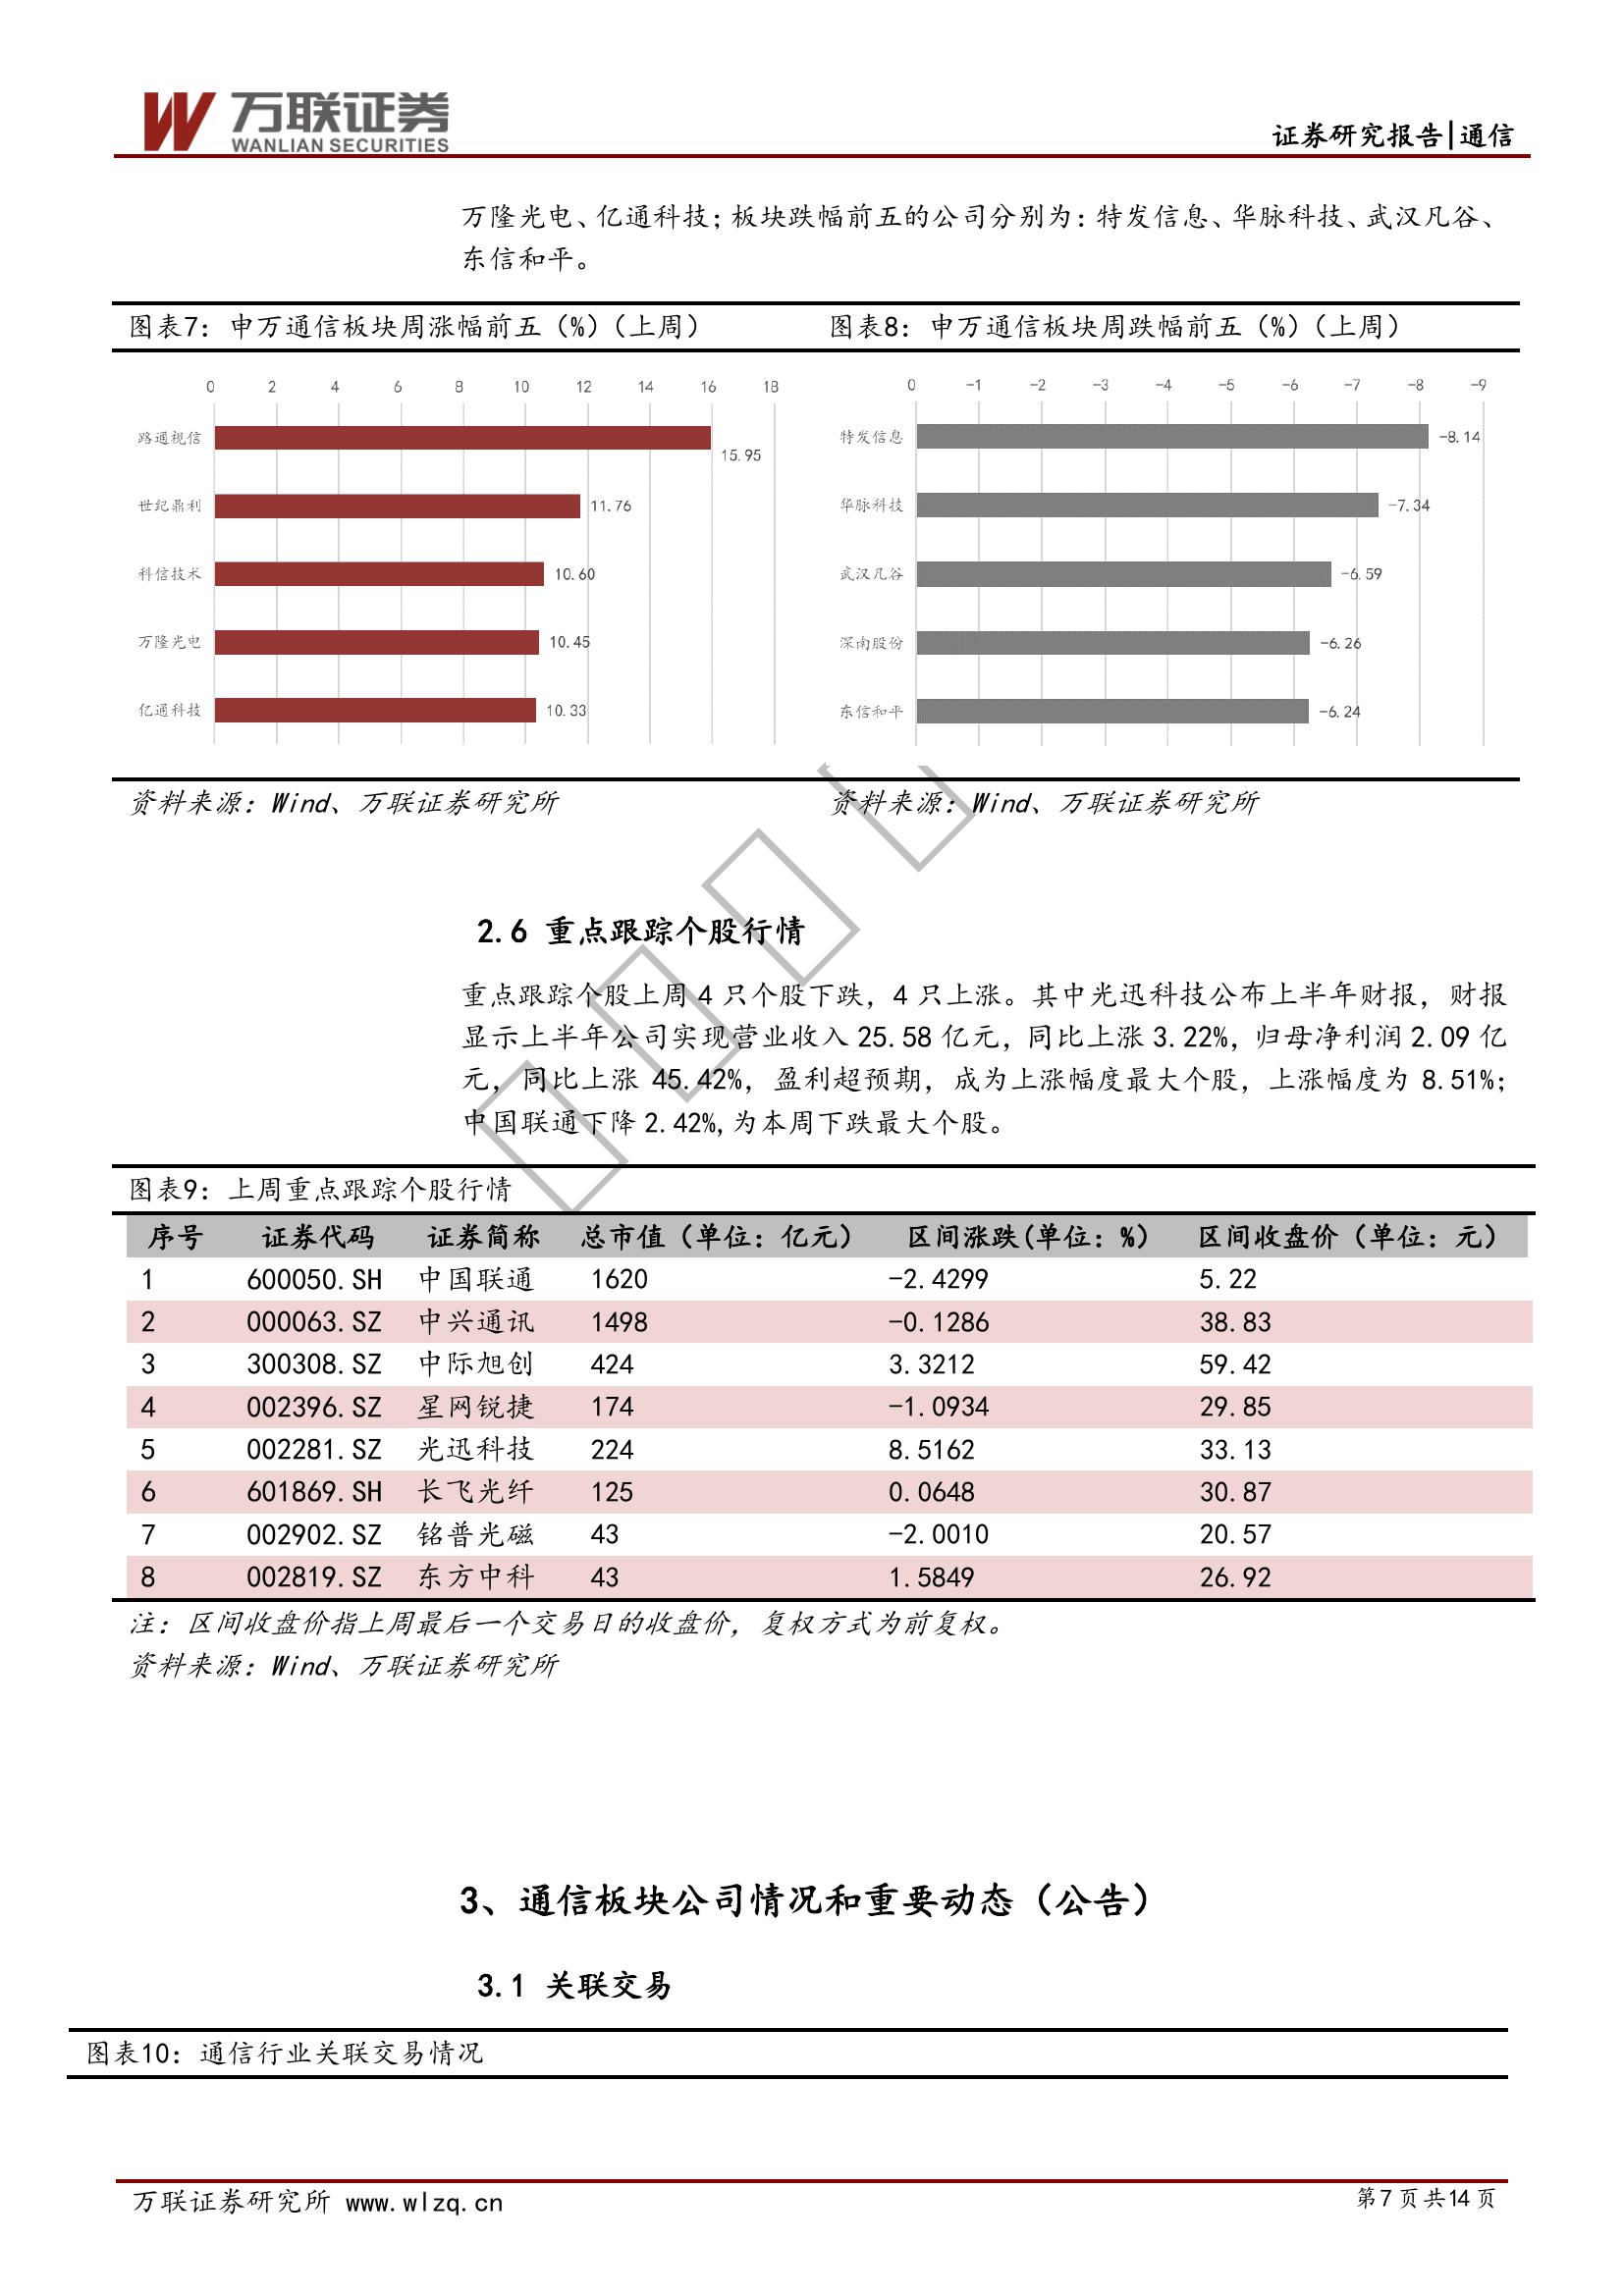 万联证券
WANLIAN SECURITIES
证券研究报告|通信
万隆光电、亿通科技；板块跌幅前五的公司分别为：特发信息、华脉科技、武汉凡谷、
东信和平。
图表7：申万通信板块周涨幅前五（%）（上周）
图表8：申万通信板块周跌幅前五（%）（上周）
0 2 4 6 8 10 12 14 16 18
路通视信 15.95
世纪鼎利 11.76
科信技术 10.60
万隆光电 10.45
亿通科技 10.33
0 -1 -2 -3 -4 -5 -6 -7 -8 -9
特发信息 -8.14
华脉科技 -7.34
武汉凡谷 -6.59
深南股份 -6.26
东信和平 -6.24
资料来源：Wind、万联证券研究所
资料来源：Wind、万联证券研究所
2.6 重点跟踪个股行情
重点跟踪个股上周 4 只个股下跌，4 只上涨。其中光迅科技公布上半年财报，财报
显示上半年公司实现营业收入 25.58 亿元，同比上涨 3.22%，归母净利润 2.09 亿
元，同比上涨 45.42%，盈利超预期，成为上涨幅度最大个股，上涨幅度为 8.51%；
中国联通下降 2.42%,为本周下跌最大个股。
图表9：上周重点跟踪个股行情
序号 证券代码 证券简称 总市值（单位：亿元） 区间涨跌(单位：%) 区间收盘价（单位：元）
1 600050.SH 中国联通 1620 -2.4299 5.22
2 000063.SZ 中兴通讯 1498 -0.1286 38.83
3 300308.SZ 中际旭创 424 3.3212 59.42
4 002396.SZ 星网锐捷 174 -1.0934 29.85
5 002281.SZ 光迅科技 224 8.5162 33.13
6 601869.SH 长飞光纤 125 0.0648 30.87
7 002902.SZ 铭普光磁 43 -2.0010 20.57
8 002819.SZ 东方中科 43 1.5849 26.92
注：区间收盘价指上周最后一个交易日的收盘价，复权方式为前复权。
资料来源：Wind、万联证券研究所
3、通信板块公司情况和重要动态（公告）
3.1 关联交易
图表10：通信行业关联交易情况
万联证券研究所 www.wlzq.cn
第7页共14页